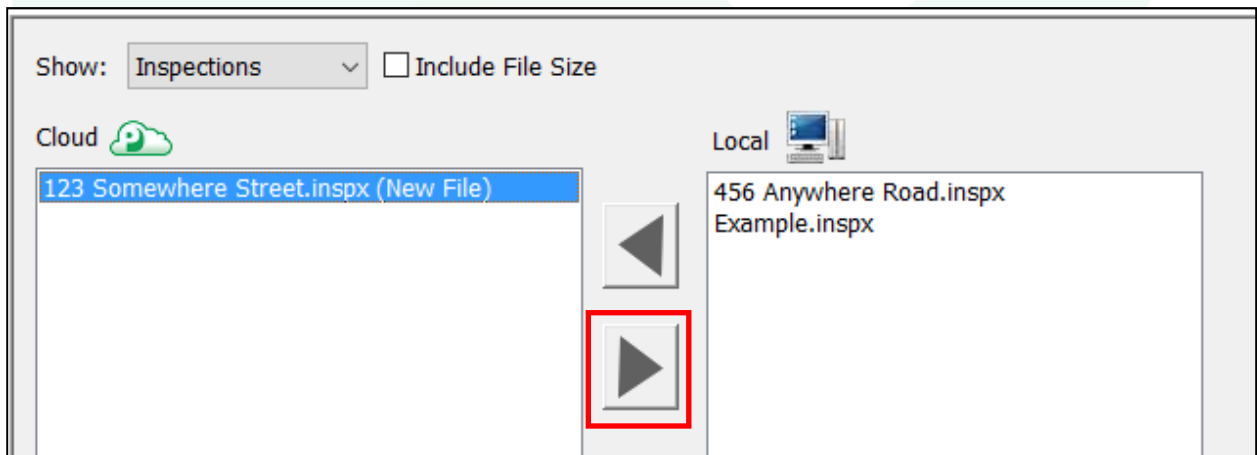 Show: Inspections Include File Size
Cloud
Local
123 Somewhere Street.inspx (New File)
456 Anywhere Road.inspx
Example.inspx